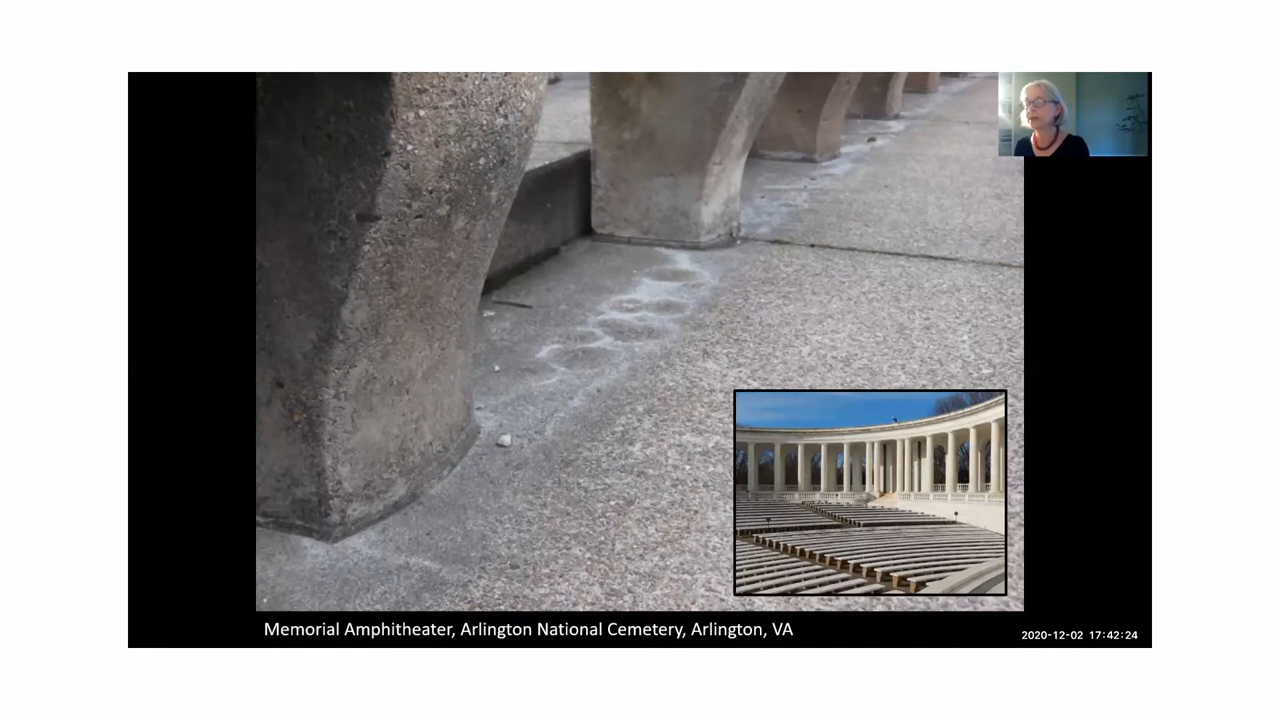 Memorial Amphitheater, Arlington National Cemetery, Arlington, VA
2020-12-02 17:42:24